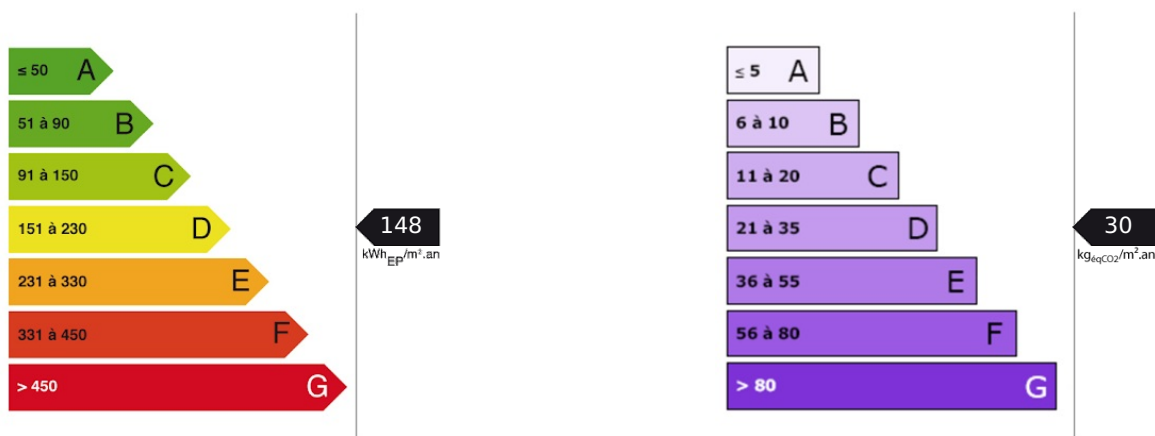 ≤ 50 A
51 à 90 B
91 à 150 C
151 à 230 D
231 à 330 E
331 à 450 F
> 450 G
148
kWhEP/m².an
≤ 5 A
6 à 10 B
11 à 20 C
21 à 35 D
36 à 55 E
56 à 80 F
> 80 G
30
kgéqCO2/m².an